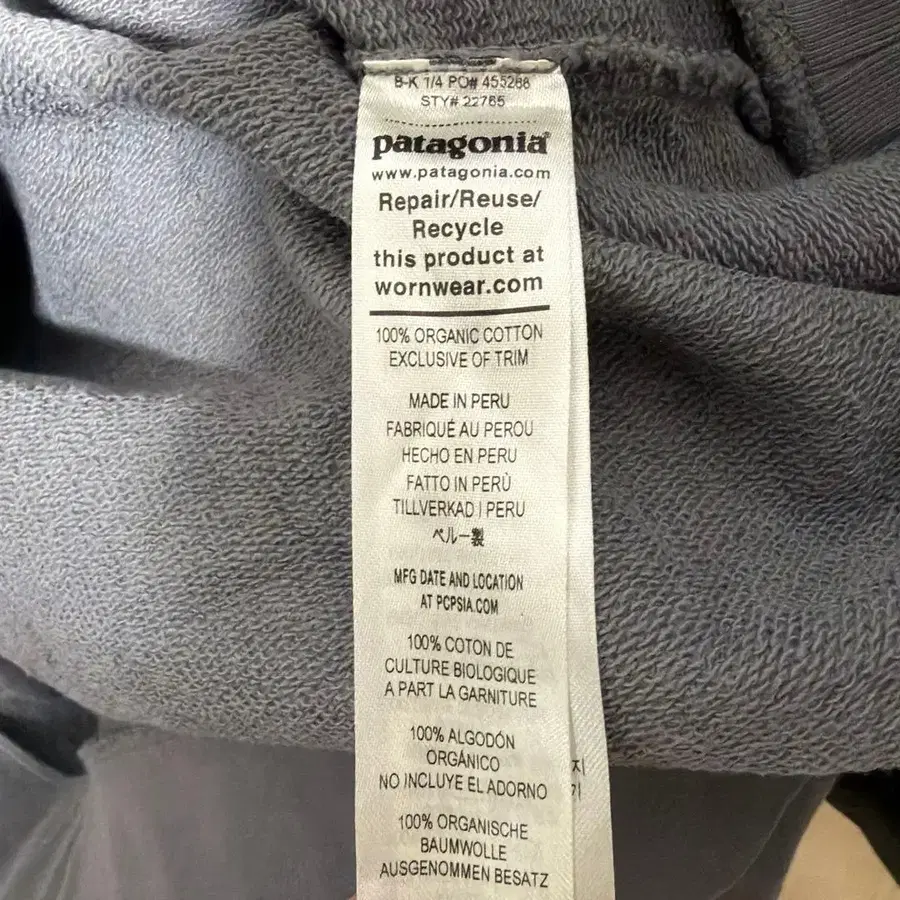 B-K 1/4 PO# 455268
STY# 22765
patagonia®
www.patagonia.com
Repair/Reuse/
Recycle
this product at
wornwear.com
100% ORGANIC COTTON
EXCLUSIVE OF TRIM
MADE IN PERU
FABRIQUÉ AU PEROU
HECHO EN PERU
FATTO IN PERÙ
TILLVERKAD I PERU
ペルー製
MFG DATE AND LOCATION
AT PCPSIA.COM
100% COTON DE
CULTURE BIOLOGIQUE
A PART LA GARNITURE
100% ALGODÓN
ORGÁNICO
NO INCLUYE EL ADORNO
100% ORGANISCHE
BAUMWOLLE
AUSGENOMMEN BESATZ